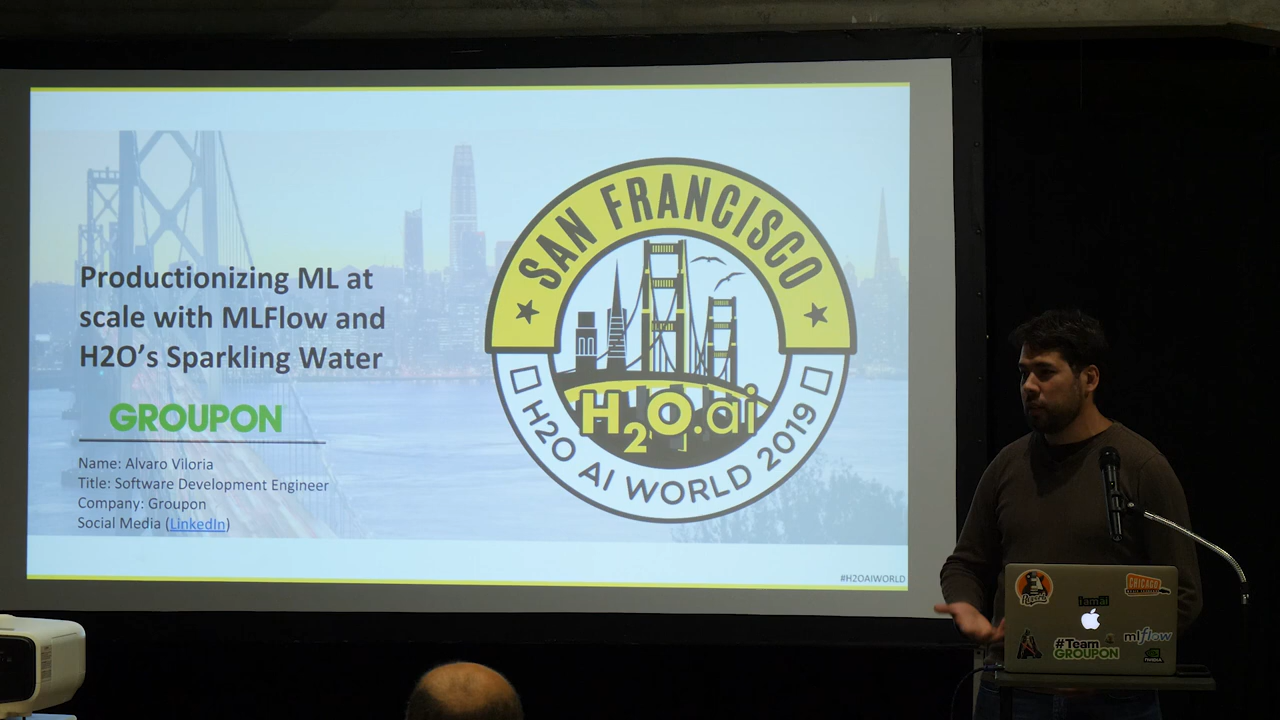 Productionizing ML at
scale with MLFlow and
H2O's Sparkling Water
GROUPON
Name: Alvaro Viloria
Title: Software Development Engineer
Company: Groupon
Social Media (LinkedIn)
SAN FRANCISCO
H2O.ai
H2O AI WORLD 2019
#H2OAIWORLD
CHICAGO
mlflow
#Team
GROUPON